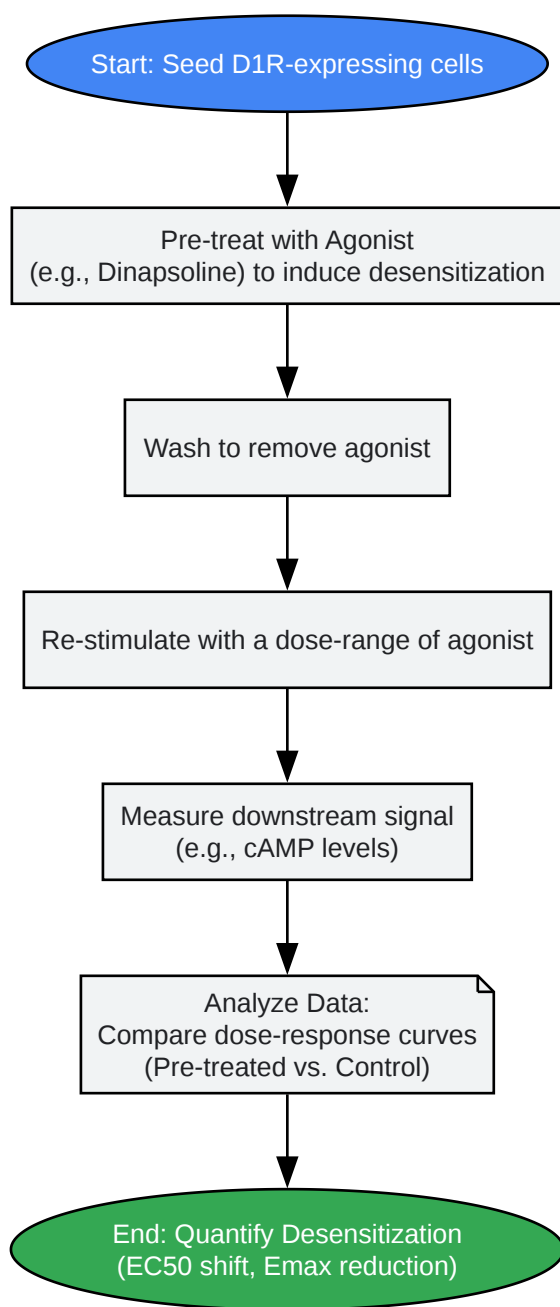 Start: Seed D1R-expressing cells
Pre-treat with Agonist
(e.g., Dinapsoline) to induce desensitization
Wash to remove agonist
Re-stimulate with a dose-range of agonist
Measure downstream signal
(e.g., cAMP levels)
Analyze Data:
Compare dose-response curves
(Pre-treated vs. Control)
End: Quantify Desensitization
(EC50 shift, Emax reduction)